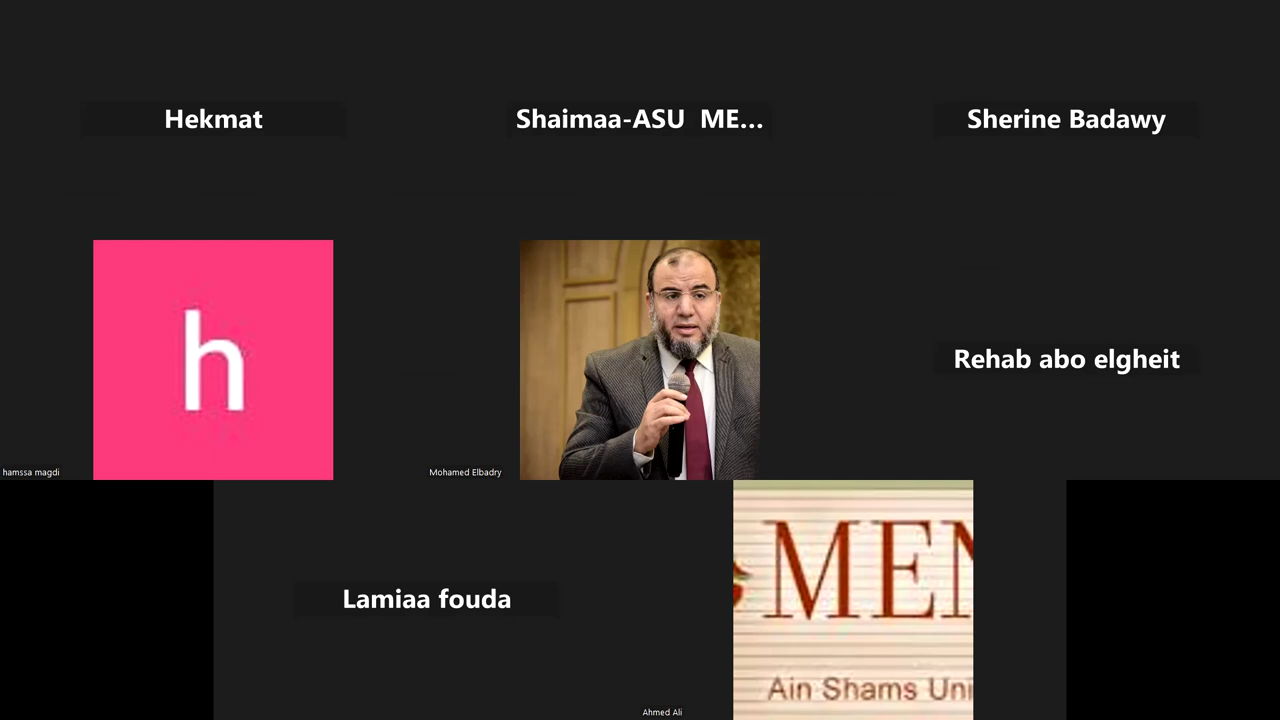 Hekmat
Shaimaa-ASU ME...
Sherine Badawy
h
hamssa magdi
Mohamed Elbadry
Rehab abo elgheit
Lamiaa fouda
MEN
Ain Shams Uni
Ahmed Ali